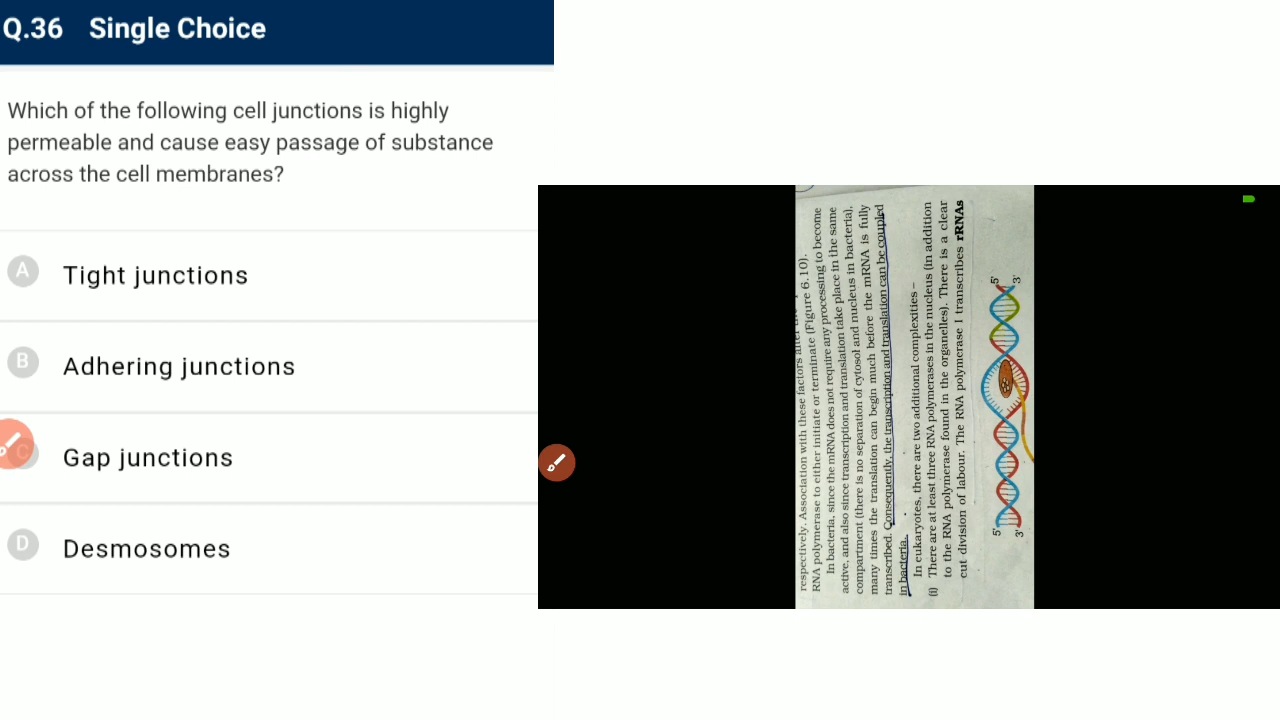 Q.36 Single Choice
Which of the following cell junctions is highly
permeable and cause easy passage of substance
across the cell membranes?
A Tight junctions
B Adhering junctions
C Gap junctions
D Desmosomes
respectively. Association with these factors after the
RNA polymerase to either initiate or terminate (Figure 6.10).
In bacteria, since the mRNA does not require any processing to become
active, and also since transcription and translation take place in the same
compartment (there is no separation of cytosol and nucleus in bacteria),
many times the translation can begin much before the mRNA is fully
transcribed. Consequently, the transcription and translation can be coupled
in bacteria.
In eukaryotes, there are two additional complexities –
(i) There are at least three RNA polymerases in the nucleus (in addition
to the RNA polymerase found in the organelles). There is a clear
cut division of labour. The RNA polymerase I transcribes rRNAs
5' 5'
3' 3'